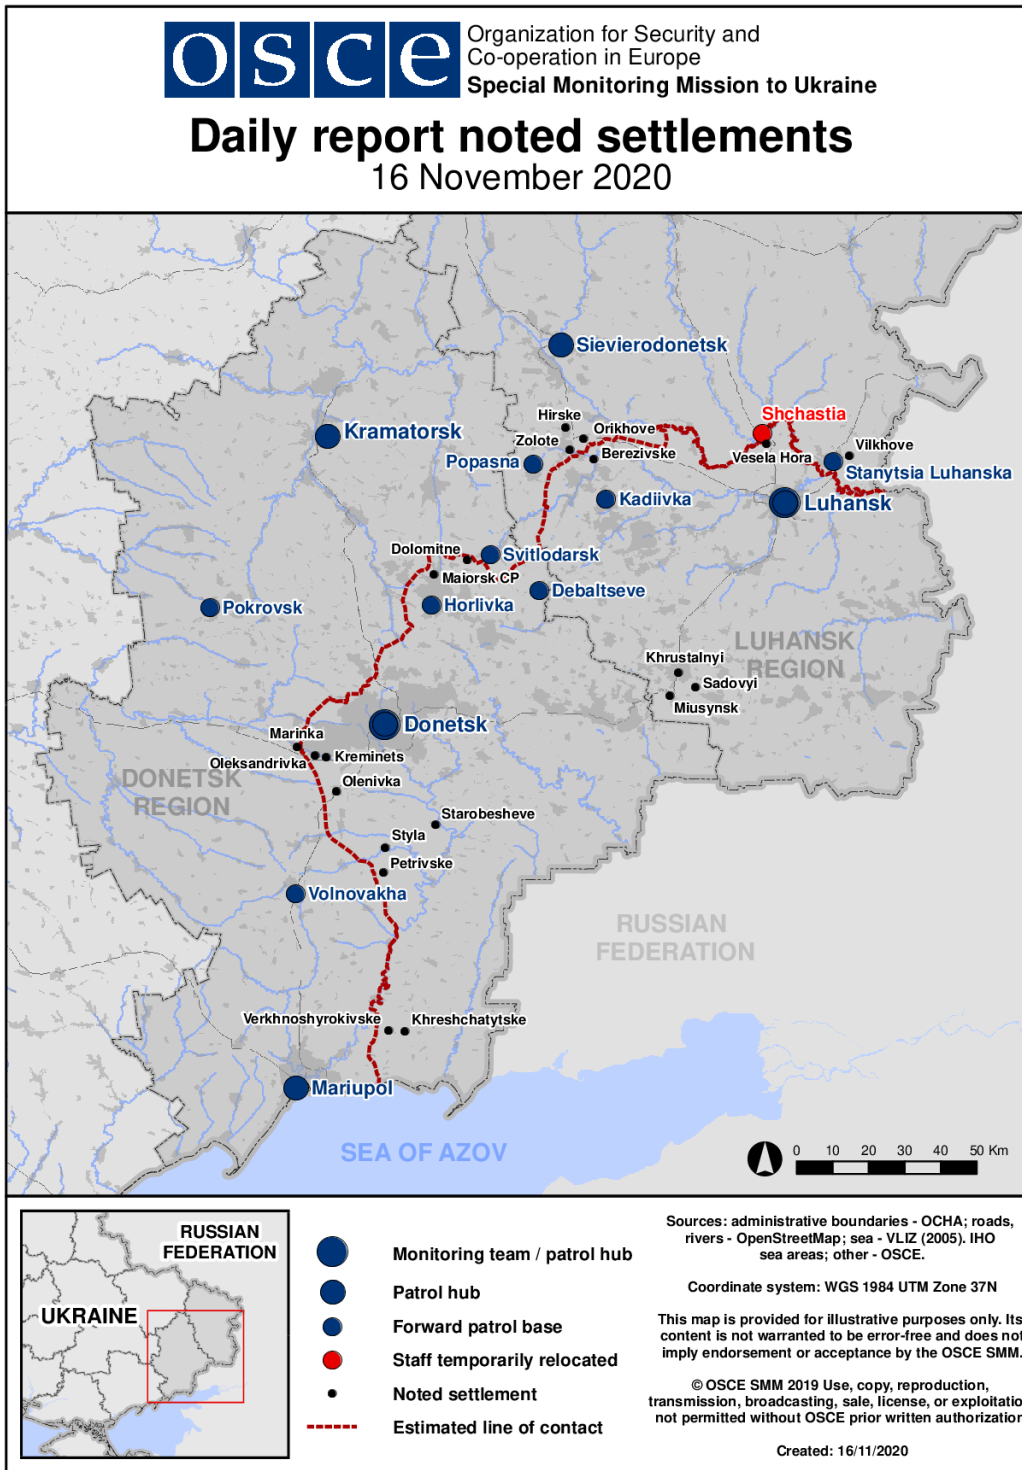 osce
Organization for Security and
Co-operation in Europe
Special Monitoring Mission to Ukraine
Daily report noted settlements
16 November 2020
Sievierodonetsk
Shchastia
Hirske
Orikhove
Kramatorsk
Zolote
Vilkhove
Berezivske
Vesela Hora
Popasna
Stanytsia Luhanska
Kadiivka
Luhansk
Dolomitne
Svitlodarsk
Maiorsk CP
Debaltseve
Pokrovsk
Horlivka
LUHANSK
REGION
Khrustalnyi
Sadovyi
Miusynsk
Donetsk
Marinka
Kreminets
Oleksandrivka
DONETSK
REGION
Olenivka
Starobesheve
Styla
Petrivske
Volnovakha
RUSSIAN
FEDERATION
Verkhnoshyrokivske
Khreshchatytske
Mariupol
SEA OF AZOV
0 10 20 30 40 50 Km
RUSSIAN
FEDERATION
UKRAINE
Monitoring team / patrol hub
Patrol hub
Forward patrol base
Staff temporarily relocated
Noted settlement
Estimated line of contact
Sources: administrative boundaries - OCHA; roads,
rivers - OpenStreetMap; sea - VLIZ (2005). IHO
sea areas; other - OSCE.
Coordinate system: WGS 1984 UTM Zone 37N
This map is provided for illustrative purposes only. Its
content is not warranted to be error-free and does not
imply endorsement or acceptance by the OSCE SMM.
© OSCE SMM 2019 Use, copy, reproduction,
transmission, broadcasting, sale, license, or exploitatio
not permitted without OSCE prior written authorization
Created: 16/11/2020